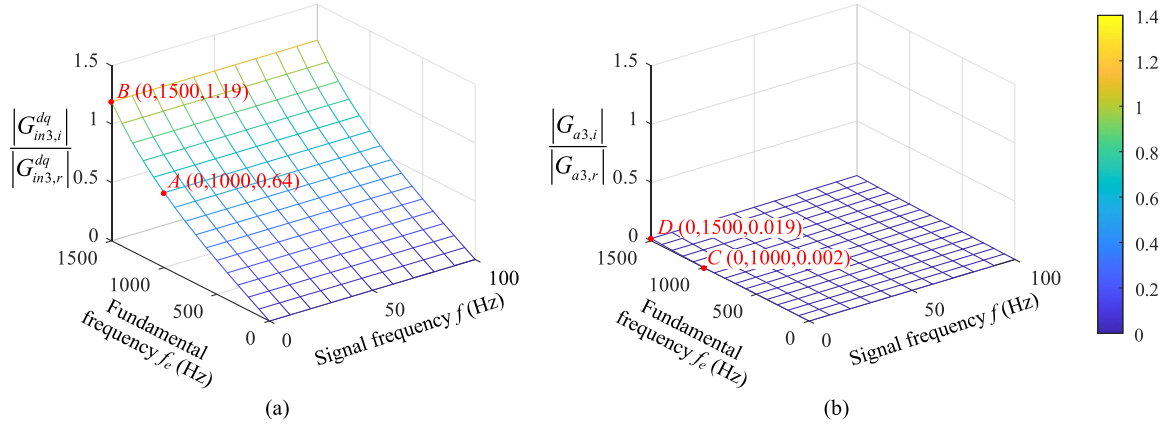 1.5
1
0.5
0
|G^{dq}_{in3,i}|
|G^{dq}_{in3,r}|
B (0,1500,1.19)
A (0,1000,0.64)
1500
1000
500
0
0
50
100
Fundamental
frequency f_e (Hz)
Signal frequency f (Hz)
(a)
1.5
1
0.5
0
|G_{a3,i}|
|G_{a3,r}|
D (0,1500,0.019)
C (0,1000,0.002)
1500
1000
500
0
0
50
100
Fundamental
frequency f_e (Hz)
Signal frequency f (Hz)
(b)
1.4
1.2
1
0.8
0.6
0.4
0.2
0